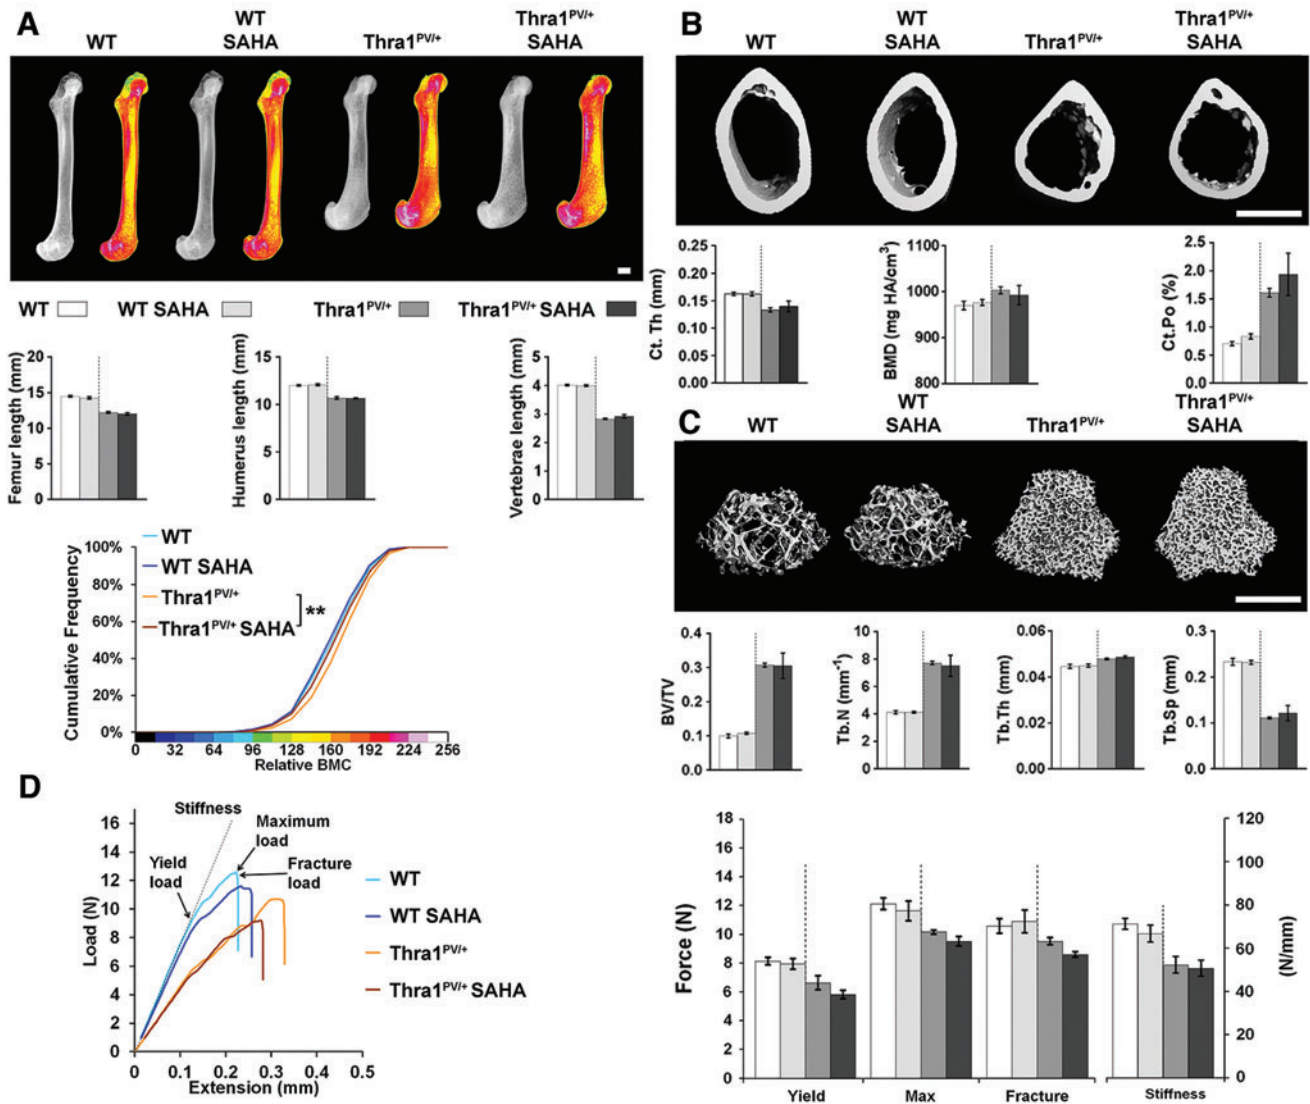 A
WT
WT
SAHA
Thra1PV/+
Thra1PV/+
SAHA
WT
WT SAHA
Thra1PV/+
Thra1PV/+ SAHA
Femur length (mm)
20
15
10
5
0
Humerus length (mm)
15
10
5
0
Vertebrae length (mm)
5
4
3
2
1
0
Cumulative Frequency
100%
80%
60%
40%
20%
0%
WT
WT SAHA
Thra1PV/+
Thra1PV/+ SAHA
**
0 32 64 96 128 160 192 224 256
Relative BMC
B
WT
WT
SAHA
Thra1PV/+
Thra1PV/+
SAHA
Ct. Th (mm)
0.25
0.20
0.15
0.10
0.05
0.00
BMD (mg HA/cm3)
1100
1000
900
800
Ct.Po (%)
2.5
2.0
1.5
1.0
0.5
0.0
C
WT
WT
SAHA
Thra1PV/+
Thra1PV/+
SAHA
BV/TV
0.4
0.3
0.2
0.1
0.0
Tb.N (mm-1)
10
8
6
4
2
0
Tb.Th (mm)
0.06
0.04
0.02
0.00
Tb.Sp (mm)
0.3
0.2
0.1
0.0
D
Load (N)
16
14
12
10
8
6
4
2
0
Stiffness
Maximum
load
Yield
load
Fracture
load
WT
WT SAHA
Thra1PV/+
Thra1PV/+ SAHA
0 0.1 0.2 0.3 0.4 0.5
Extension (mm)
Force (N)
18
16
14
12
10
8
6
4
2
0
120
100
80
60
40
20
0
(N/mm)
Yield Max Fracture Stiffness